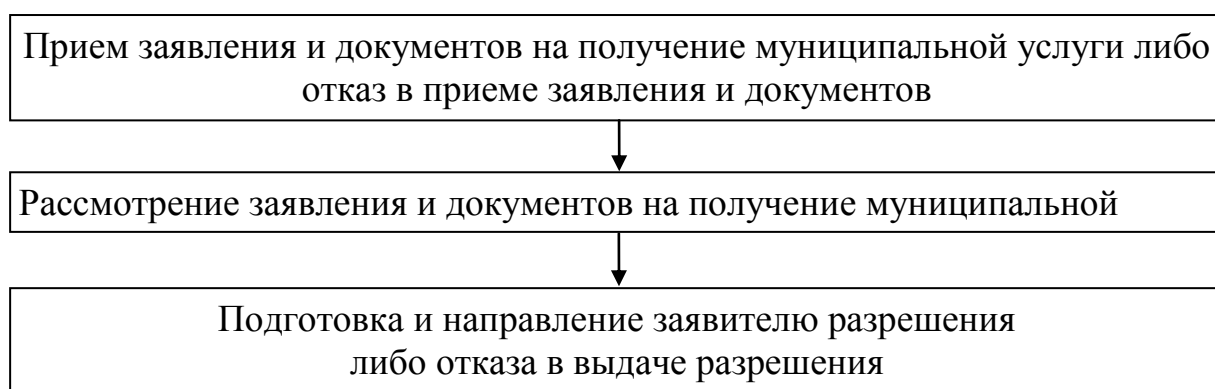 Прием заявления и документов на получение муниципальной услуги либо
отказ в приеме заявления и документов
Рассмотрение заявления и документов на получение муниципальной
Подготовка и направление заявителю разрешения
либо отказа в выдаче разрешения